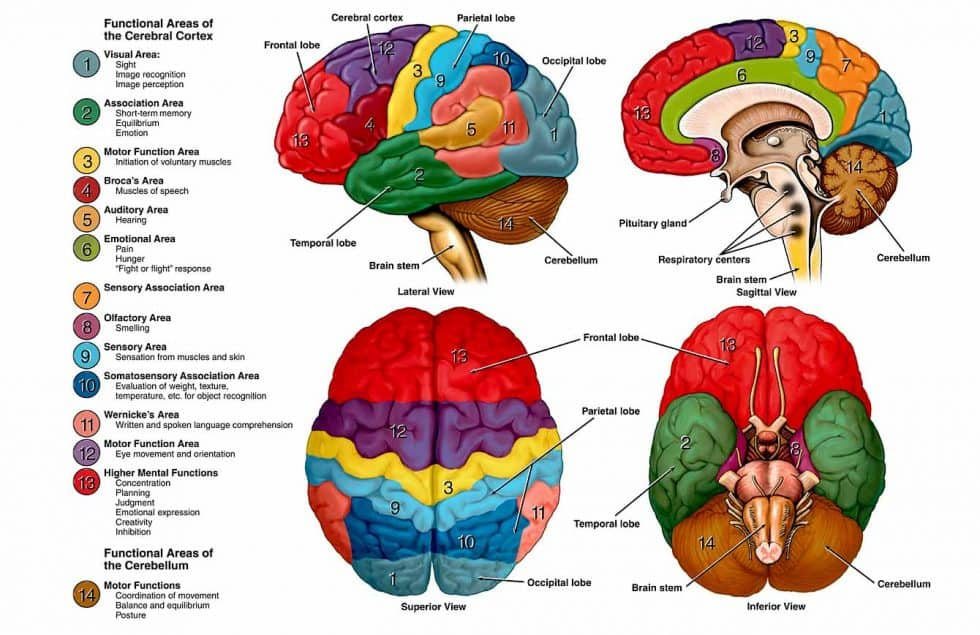 Functional Areas of
the Cerebral Cortex
1
Visual Area:
Sight
Image recognition
Image perception
2
Association Area
Short-term memory
Equilibrium
Emotion
3
Motor Function Area
Initiation of voluntary muscles
4
Broca's Area
Muscles of speech
5
Auditory Area
Hearing
6
Emotional Area
Pain
Hunger
"Fight or flight" response
7
Sensory Association Area
8
Olfactory Area
Smelling
9
Sensory Area
Sensation from muscles and skin
10
Somatosensory Association Area
Evaluation of weight, texture,
temperature, etc. for object recognition
11
Wernicke's Area
Written and spoken language comprehension
12
Motor Function Area
Eye movement and orientation
13
Higher Mental Functions
Concentration
Planning
Judgment
Emotional expression
Creativity
Inhibition
Functional Areas of
the Cerebellum
14
Motor Functions
Coordination of movement
Balance and equilibrium
Posture
Cerebral cortex
Parietal lobe
Frontal lobe
Occipital lobe
12
3
9
10
13
4
5
11
1
2
14
Temporal lobe
Brain stem
Cerebellum
Lateral View
12
3
9
7
6
13
1
8
14
Pituitary gland
Respiratory centers
Brain stem
Cerebellum
Sagittal View
13
12
3
9
11
10
1
Frontal lobe
Parietal lobe
Occipital lobe
Superior View
13
2
8
14
Temporal lobe
Brain stem
Cerebellum
Inferior View